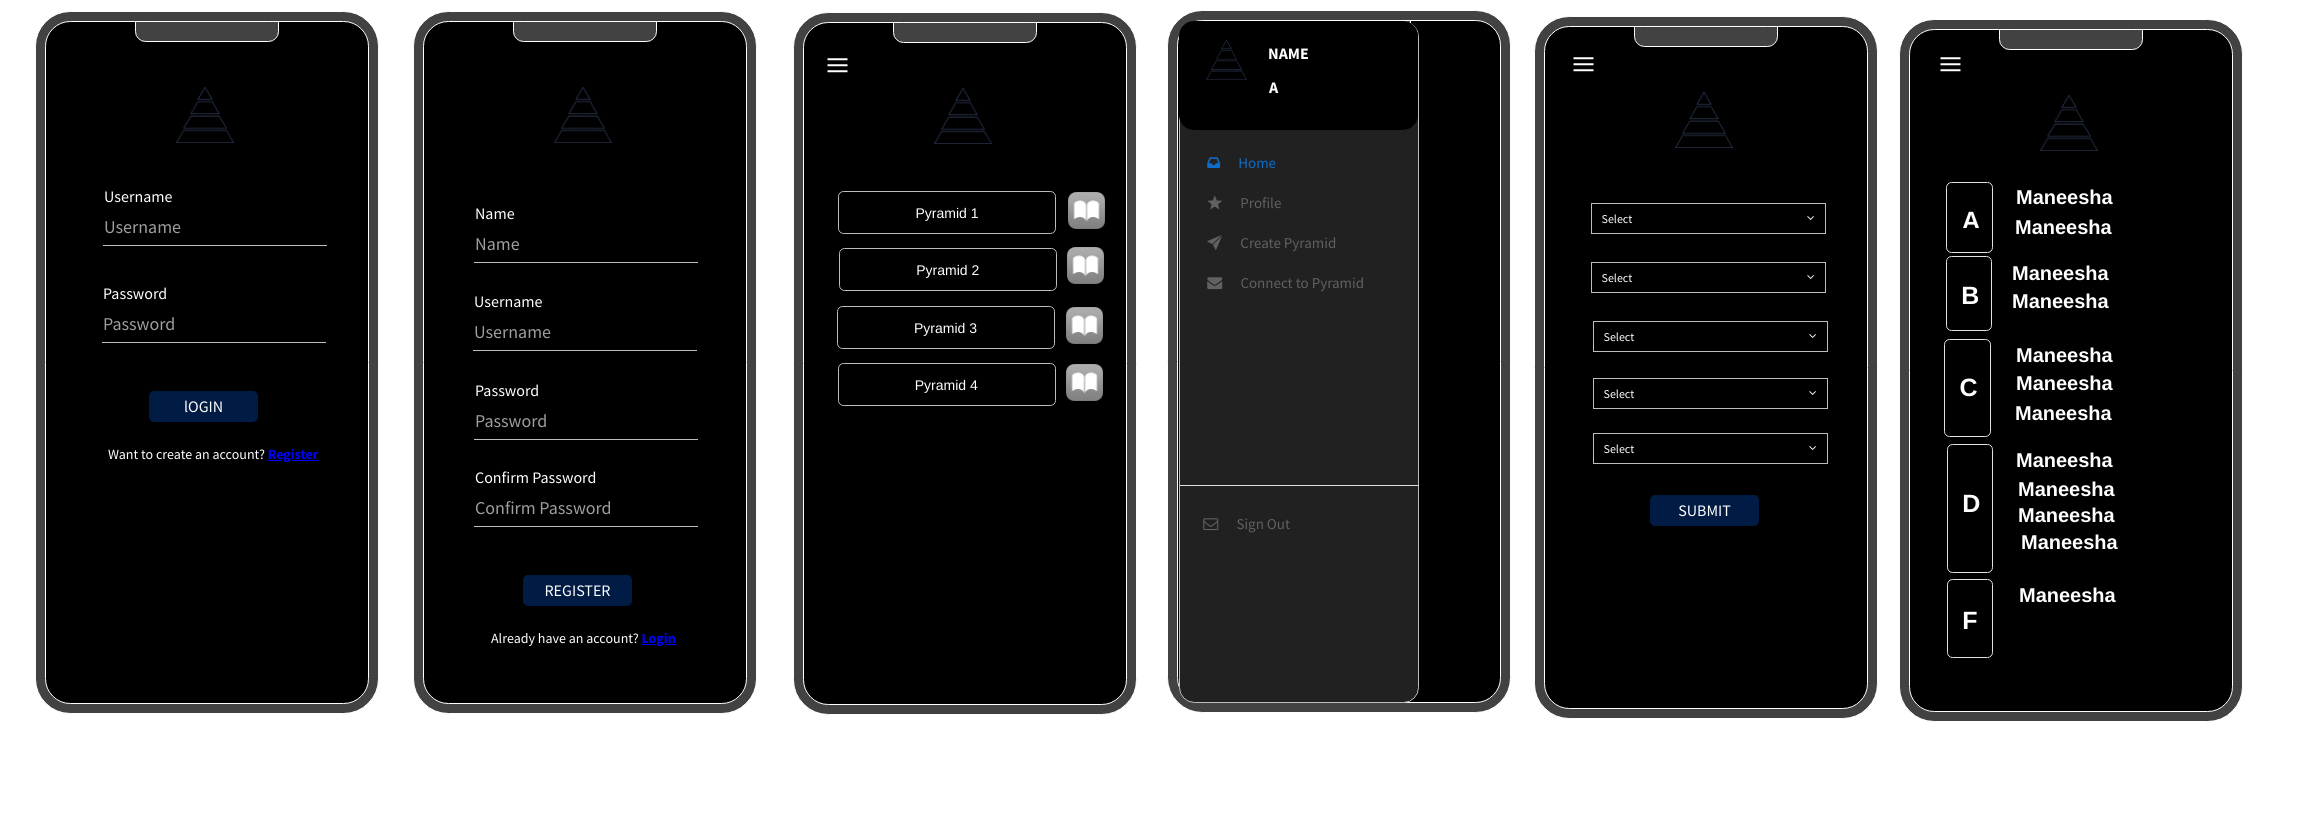 Username
Username
Password
Password
lOGIN
Want to create an account? Register
Name
Name
Username
Username
Password
Password
Confirm Password
Confirm Password
REGISTER
Already have an account? Login
Pyramid 1
Pyramid 2
Pyramid 3
Pyramid 4
NAME
A
Home
Profile
Create Pyramid
Connect to Pyramid
Sign Out
Select
Select
Select
Select
Select
SUBMIT
A
Maneesha
Maneesha
B
Maneesha
Maneesha
C
Maneesha
Maneesha
Maneesha
D
Maneesha
Maneesha
Maneesha
Maneesha
F
Maneesha